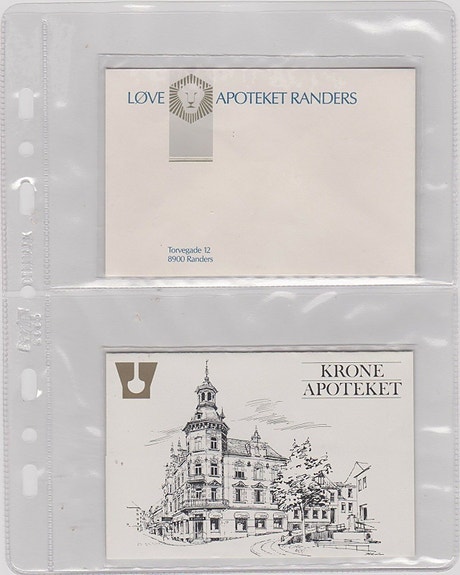 LØVE APOTEKET RANDERS
Torvegade 12
8900 Randers
KRONE
APOTEKET